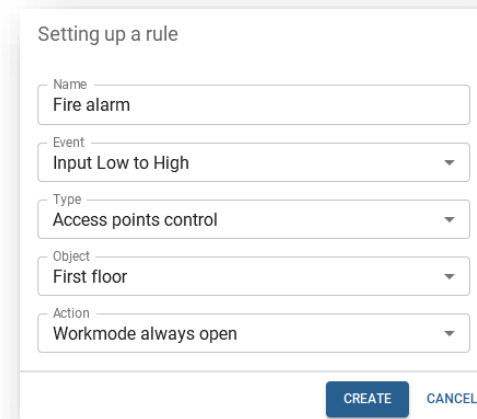 Setting up a rule
Name
Fire alarm
Event
Input Low to High
Type
Access points control
Object
First floor
Action
Workmode always open
CREATE CANCEL